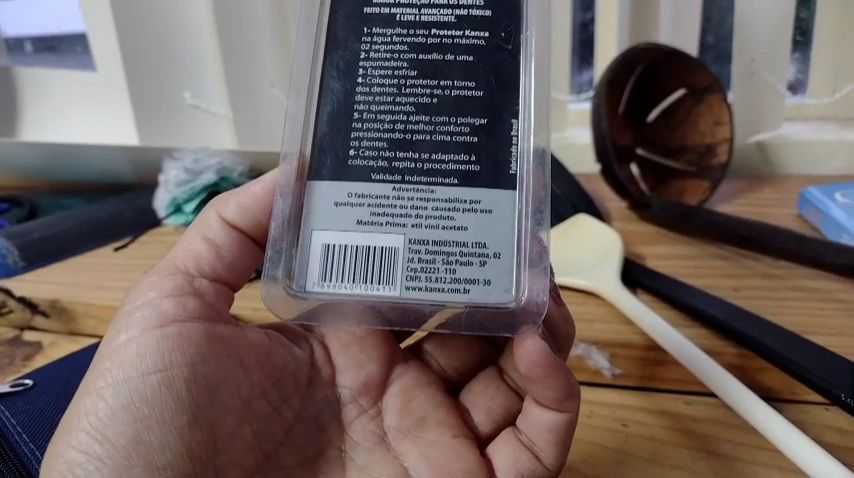 MAIOR PROTEÇÃO PARA OS DENTES
FEITO EM MATERIAL AVANÇADO (NÃO TÓXICO)
É LEVE E RESISTENTE.
1- Mergulhe o seu Protetor Kanxa
na água fervendo por no máximo,
02 segundos.
2- Retire-o com auxílio de uma
espumadeira.
3- Espere esfriar
4- Coloque o protetor em torno
dos dentes. Lembre-se, o protetor
deve estar aquecido e
não queimando.
5- Em seguida ajeite com o polegar
na posição de melhor conforto
pressionando-o para cima contra
os dentes.
6- Caso não tenha se adaptado à
colocação, repita o procedimento
Validade indeterminada.
Fabricado no Brasil
Advertência:
O fabricante não se responsabiliza por
qualquer acidente ou dano causado pelo uso
inadequado do produto.
Matéria Prima: etil vinil acetato
KANXA INDUSTRIAL LTDA.
Trav. Domingos Quintana, 02
Jd. Brasil - São Paulo - SP
Cep.02221 -110
CNPJ. 55.812.200/0001-30
www.kanxa.com.br
7 899040 100411